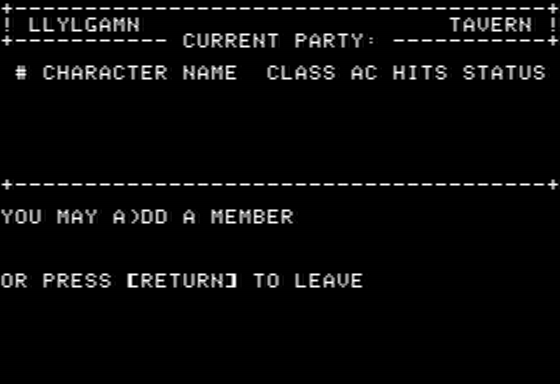 +--------------------------------------+
! LLYLGAMN                      TAVERN !
+----------- CURRENT PARTY: -----------+
# CHARACTER NAME  CLASS AC HITS STATUS
+--------------------------------------+
YOU MAY A)DD A MEMBER
OR PRESS [RETURN] TO LEAVE